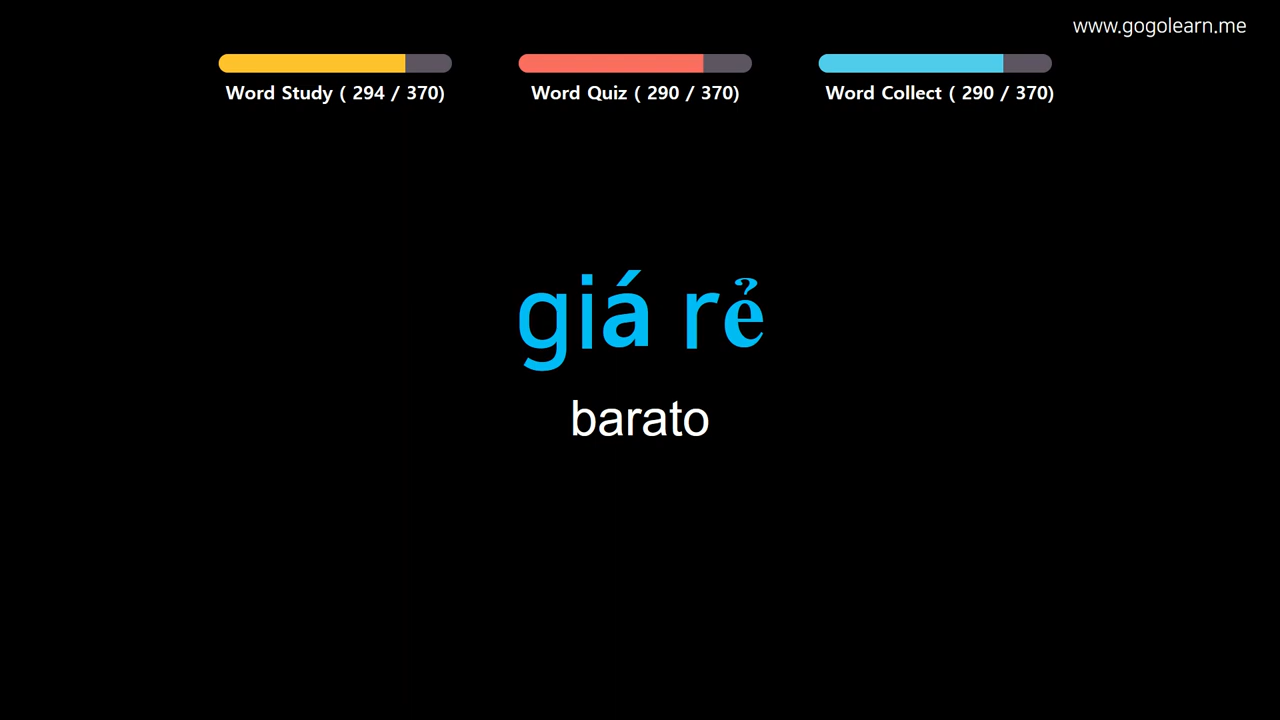 www.gogolearn.me
Word Study ( 294 / 370)
Word Quiz ( 290 / 370)
Word Collect ( 290 / 370)
giá rẻ
barato